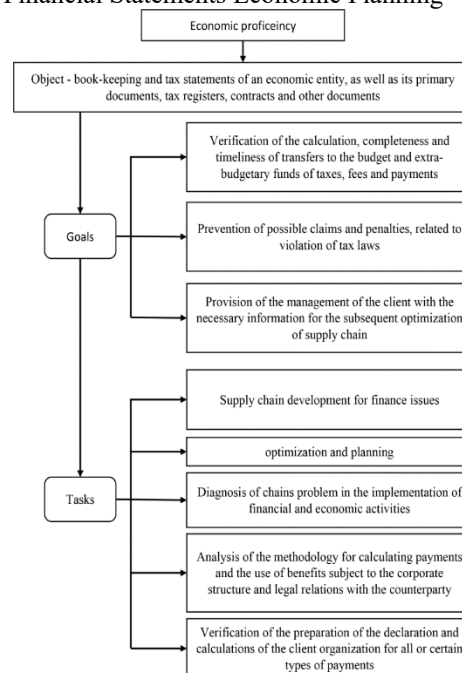 Financial Statements Economic Planning
Economic proficeincy
Object - book-keeping and tax statements of an economic entity, as well as its primary
documents, tax registers, contracts and other documents
Verification of the calculation, completeness and
timeliness of transfers to the budget and extra-
budgetary funds of taxes, fees and payments
Goals
Prevention of possible claims and penalties, related to
violation of tax laws
Provision of the management of the client with the
necessary information for the subsequent optimization
of supply chain
Supply chain development for finance issues
optimization and planning
Tasks
Diagnosis of chains problem in the implementation of
financial and economic activities
Analysis of the methodology for calculating payments
and the use of benefits subject to the corporate
structure and legal relations with the counterparty
Verification of the preparation of the declaration and
calculations of the client organization for all or certain
types of payments